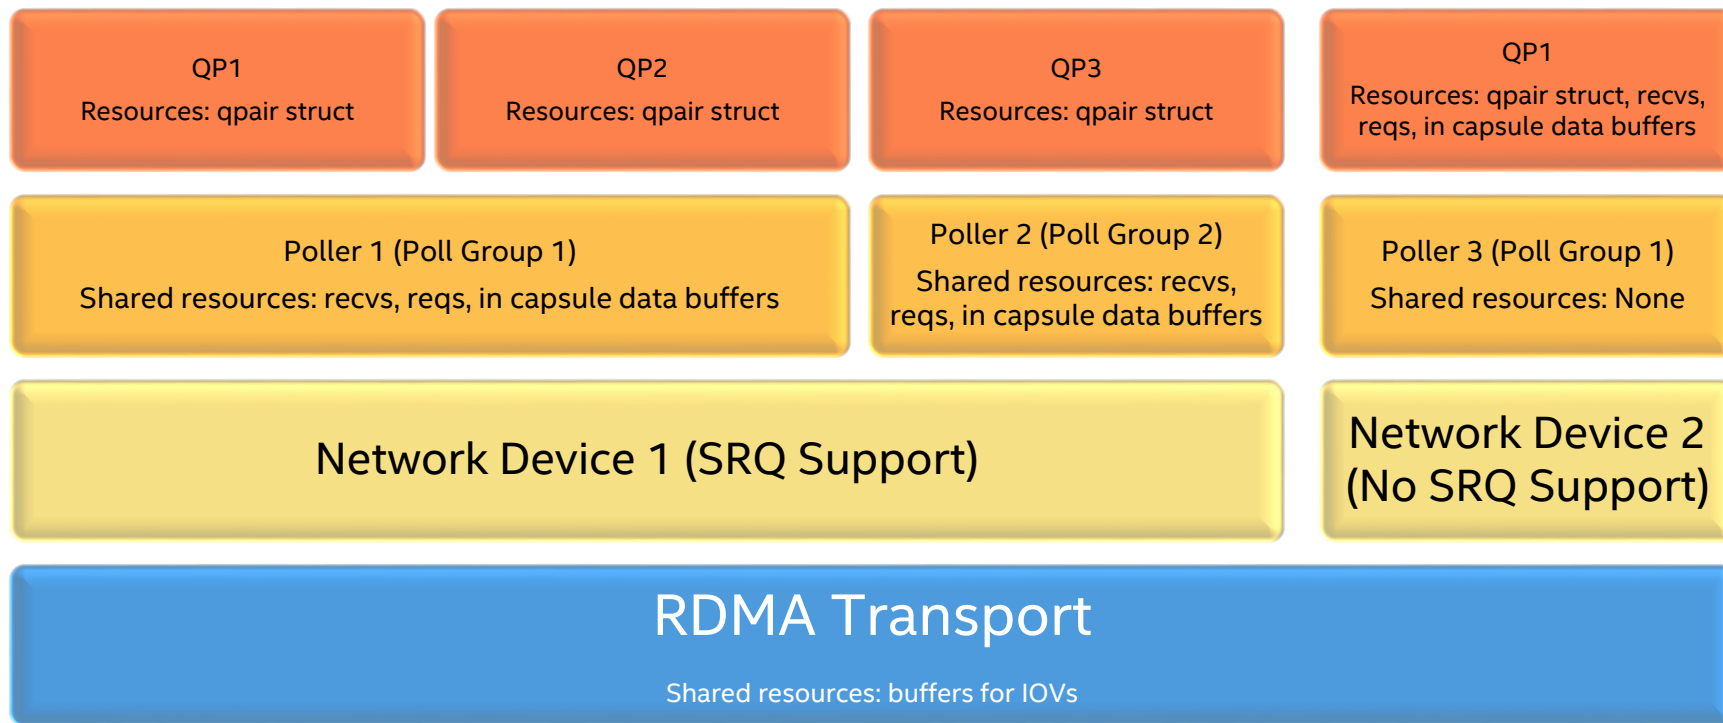 QP1
Resources: qpair struct
QP2
Resources: qpair struct
QP3
Resources: qpair struct
QP1
Resources: qpair struct, recvs,
reqs, in capsule data buffers
Poller 1 (Poll Group 1)
Shared resources: recvs, reqs, in capsule data buffers
Poller 2 (Poll Group 2)
Shared resources: recvs,
reqs, in capsule data buffers
Poller 3 (Poll Group 1)
Shared resources: None
Network Device 1 (SRQ Support)
Network Device 2
(No SRQ Support)
RDMA Transport
Shared resources: buffers for IOVs